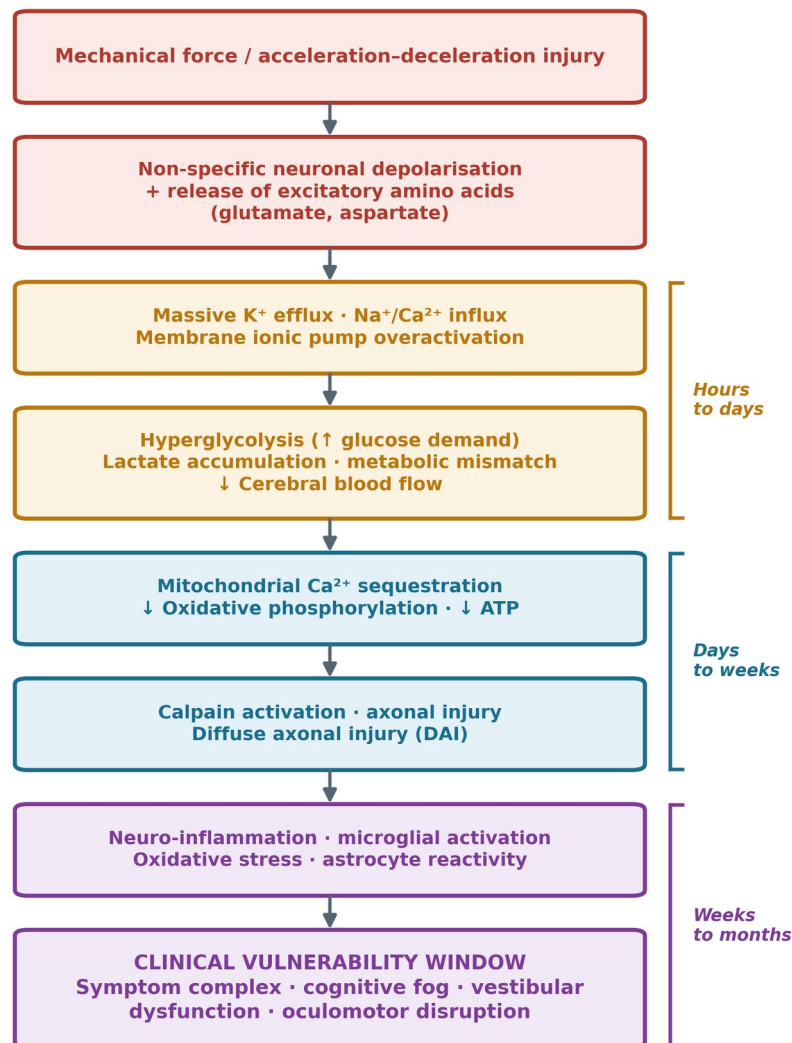 Mechanical force / acceleration–deceleration injury
Non-specific neuronal depolarisation
+ release of excitatory amino acids
(glutamate, aspartate)
Massive K⁺ efflux · Na⁺/Ca²⁺ influx
Membrane ionic pump overactivation
Hours
to days
Hyperglycolysis (↑ glucose demand)
Lactate accumulation · metabolic mismatch
↓ Cerebral blood flow
Mitochondrial Ca²⁺ sequestration
↓ Oxidative phosphorylation · ↓ ATP
Days
to weeks
Calpain activation · axonal injury
Diffuse axonal injury (DAI)
Neuro-inflammation · microglial activation
Oxidative stress · astrocyte reactivity
Weeks
to months
CLINICAL VULNERABILITY WINDOW
Symptom complex · cognitive fog · vestibular
dysfunction · oculomotor disruption